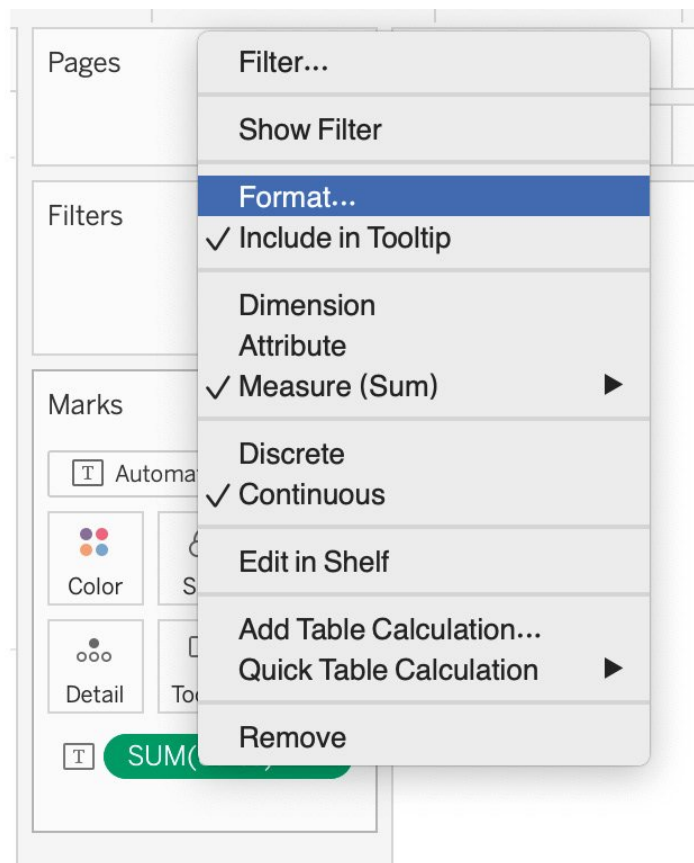 Pages
Filters
Marks
T
Color
Detail
T
SUM(
Filter...
Show Filter
Format...
Include in Tooltip
Dimension
Attribute
Measure (Sum)
Discrete
Continuous
Edit in Shelf
Add Table Calculation...
Quick Table Calculation
Remove